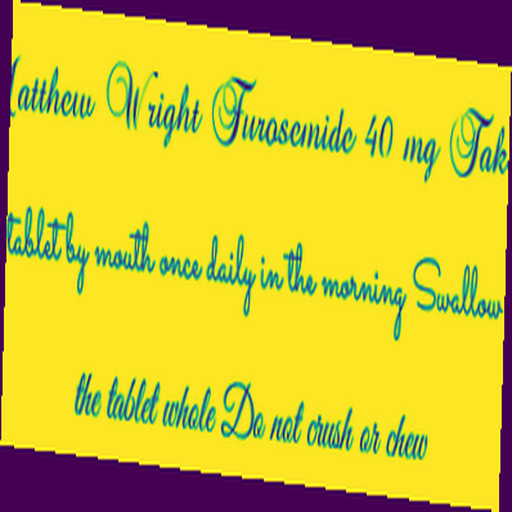 atthew Wright Furosemide 40 mg Tak
tablet by mouth once daily in the morning Swallow
the tablet whole Do not crush or chew